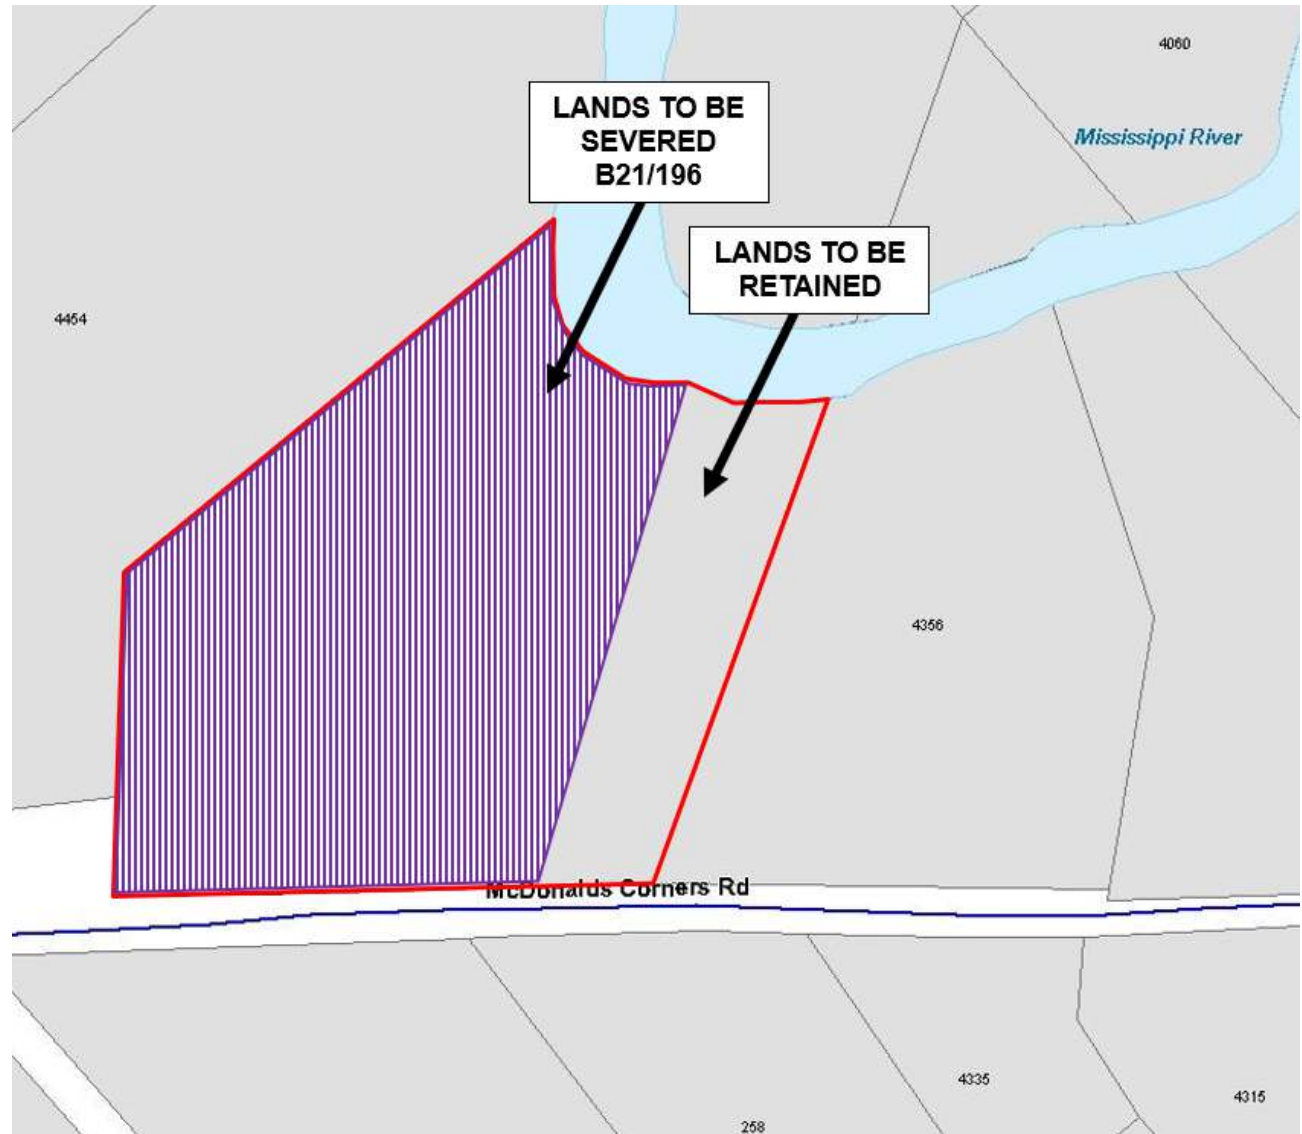 4060
LANDS TO BE
SEVERED
B21/196
Mississippi River
LANDS TO BE
RETAINED
4454
4356
McDonalds Corners Rd
4335
4315
258